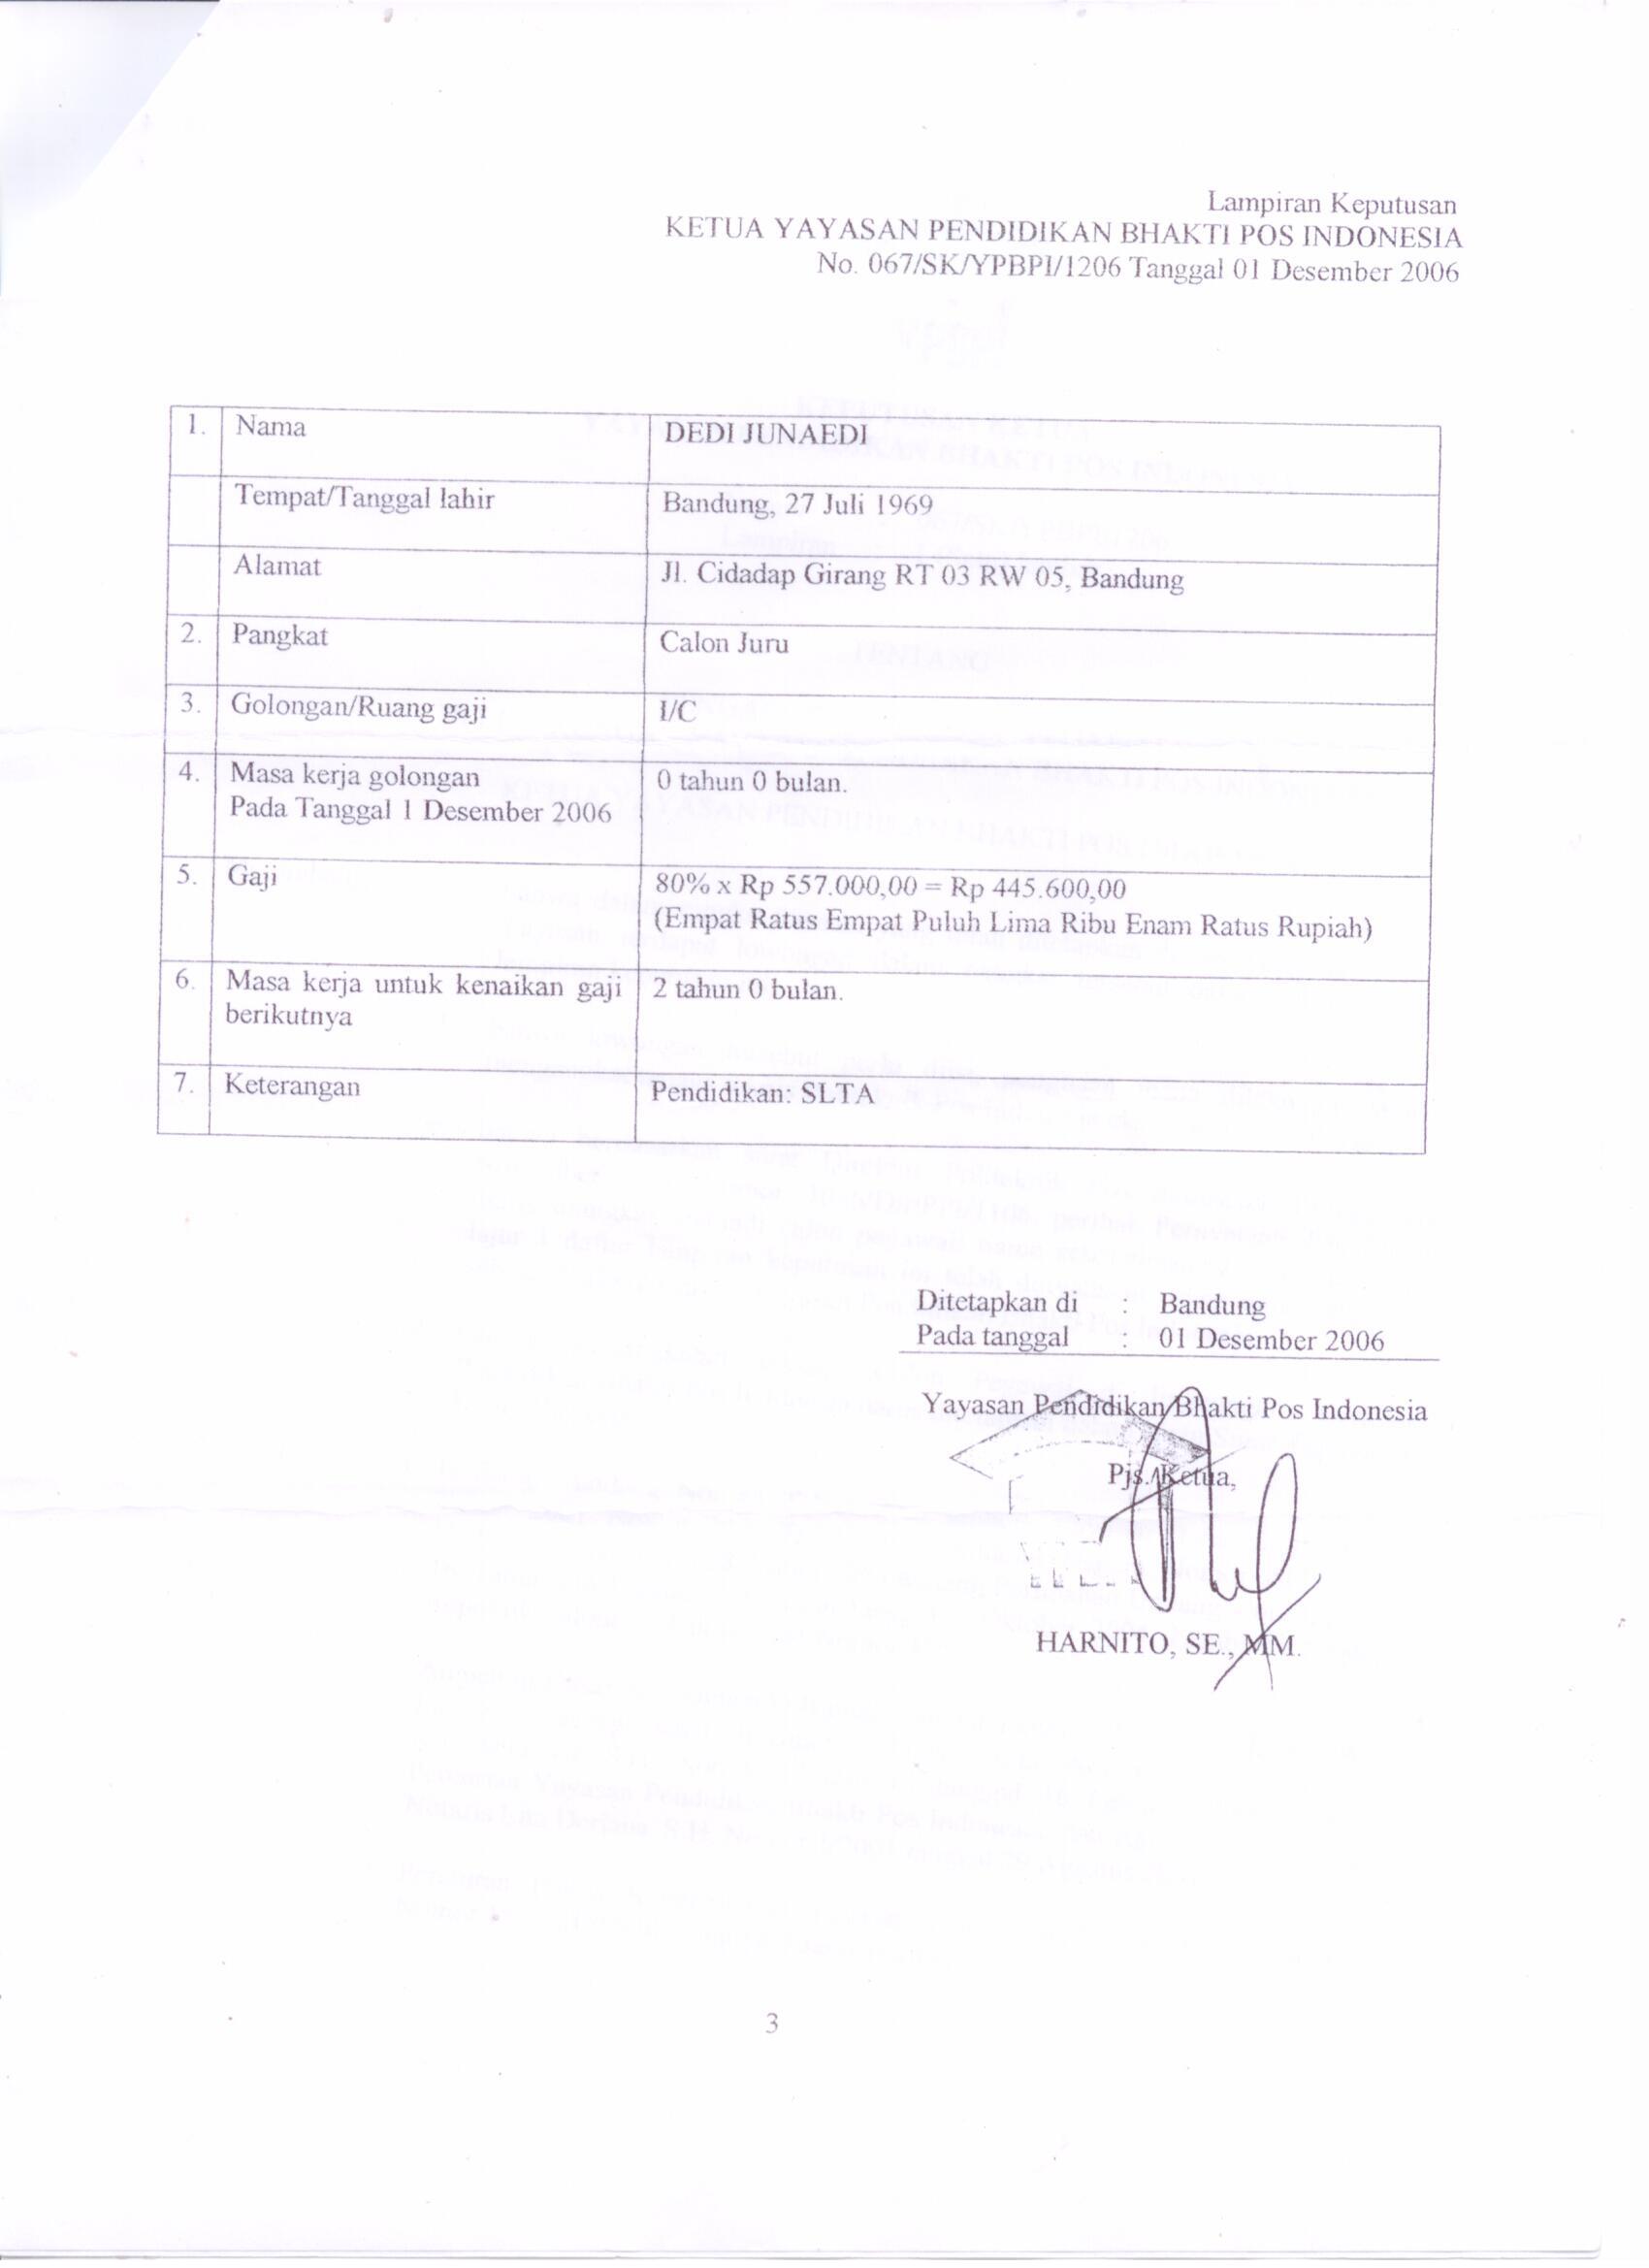 Lampiran Keputusan
KETUA YAYASAN PENDIDIKAN BHAKTI POS INDONESIA
No. 067/SK/YPBPI/1206 Tanggal 01 Desember 2006
1. Nama DEDI JUNAEDI
Tempat/Tanggal lahir Bandung, 27 Juli 1969
Alamat Jl. Cidadap Girang RT 03 RW 05, Bandung
2. Pangkat Calon Juru
3. Golongan/Ruang gaji I/C
4. Masa kerja golongan 0 tahun 0 bulan.
Pada Tanggal 1 Desember 2006
5. Gaji 80% x Rp 557.000,00 = Rp 445.600,00
(Empat Ratus Empat Puluh Lima Ribu Enam Ratus Rupiah)
6. Masa kerja untuk kenaikan gaji 2 tahun 0 bulan.
berikutnya
7. Keterangan Pendidikan: SLTA
Ditetapkan di : Bandung
Pada tanggal : 01 Desember 2006
Yayasan Pendidikan Bhakti Pos Indonesia
Pjs. Ketua,
HARNITO, SE., MM.
3